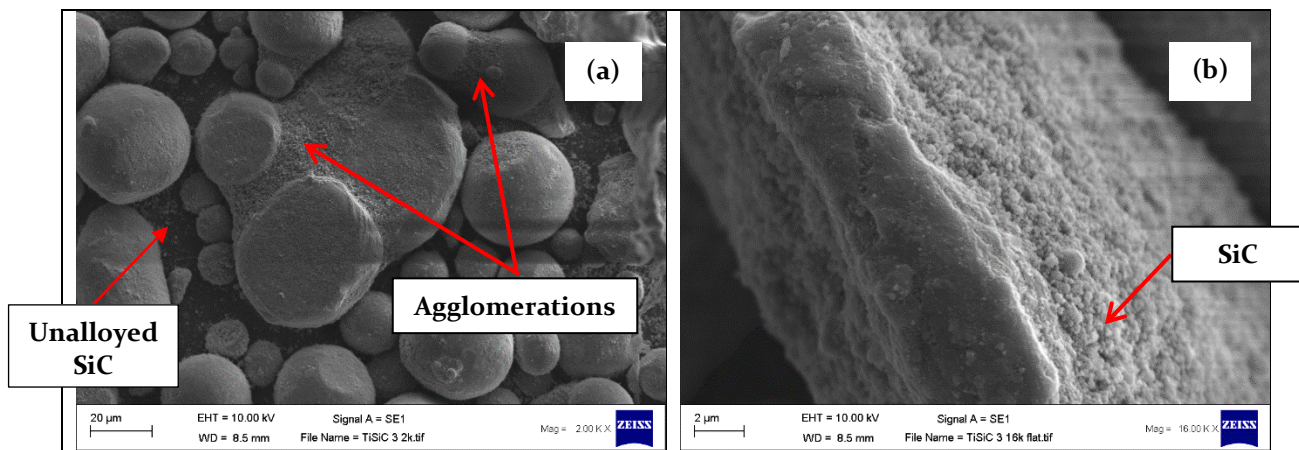 (a)
Agglomerations
Unalloyed
SiC
20 µm
EHT = 10.00 kV
Signal A = SE1
WD = 8.5 mm
File Name = TiSiC 3 2k.tif
Mag = 2.00 K X
ZEISS
(b)
SiC
2 µm
EHT = 10.00 kV
Signal A = SE1
WD = 8.5 mm
File Name = TiSiC 3 16k flat.tif
Mag = 16.00 K X
ZEISS